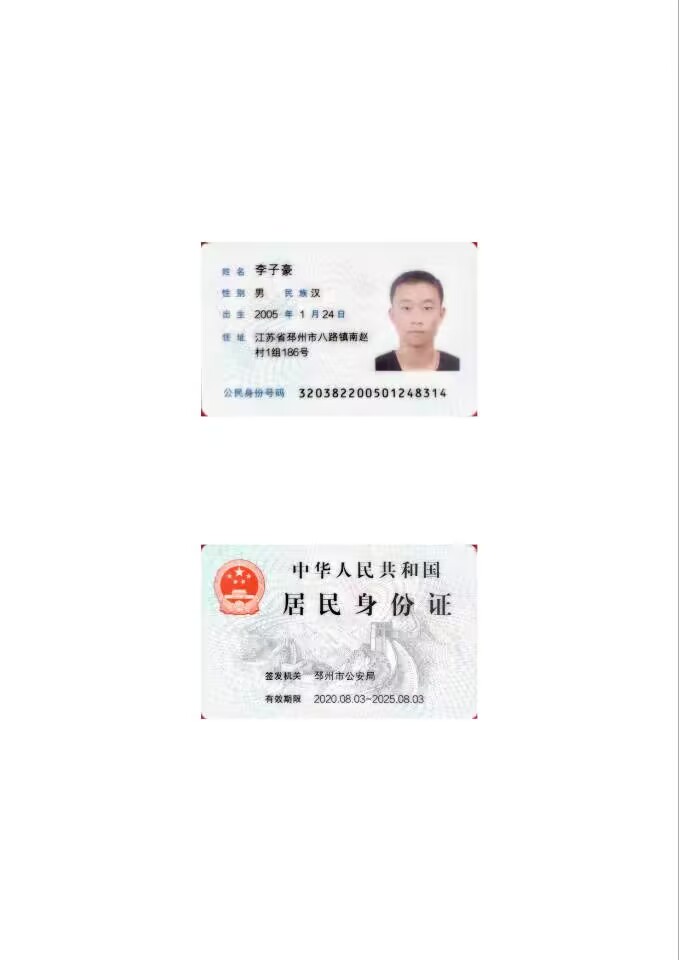 姓名 李子豪
性别 男 民族 汉
出生 2005 年 1 月 24 日
住址 江苏省邳州市八路镇南赵
村1组186号
公民身份号码 320382200501248314
中华人民共和国
居民身份证
签发机关 邳州市公安局
有效期限 2020.08.03~2025.08.03